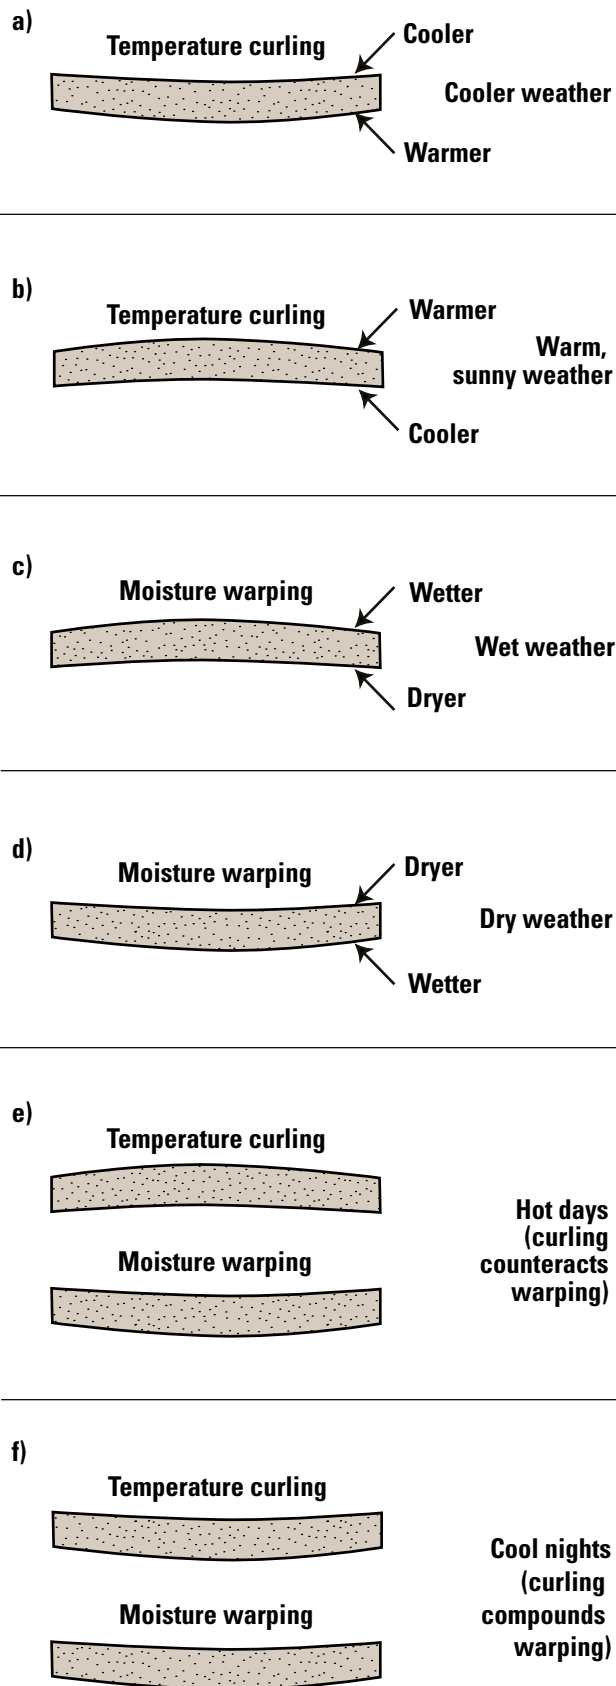 a)
Temperature curling
Cooler
Cooler weather
Warmer
b)
Temperature curling
Warmer
Warm,
sunny weather
Cooler
c)
Moisture warping
Wetter
Wet weather
Dryer
d)
Moisture warping
Dryer
Dry weather
Wetter
e)
Temperature curling
Moisture warping
Hot days
(curling
counteracts
warping)
f)
Temperature curling
Moisture warping
Cool nights
(curling
compounds
warping)